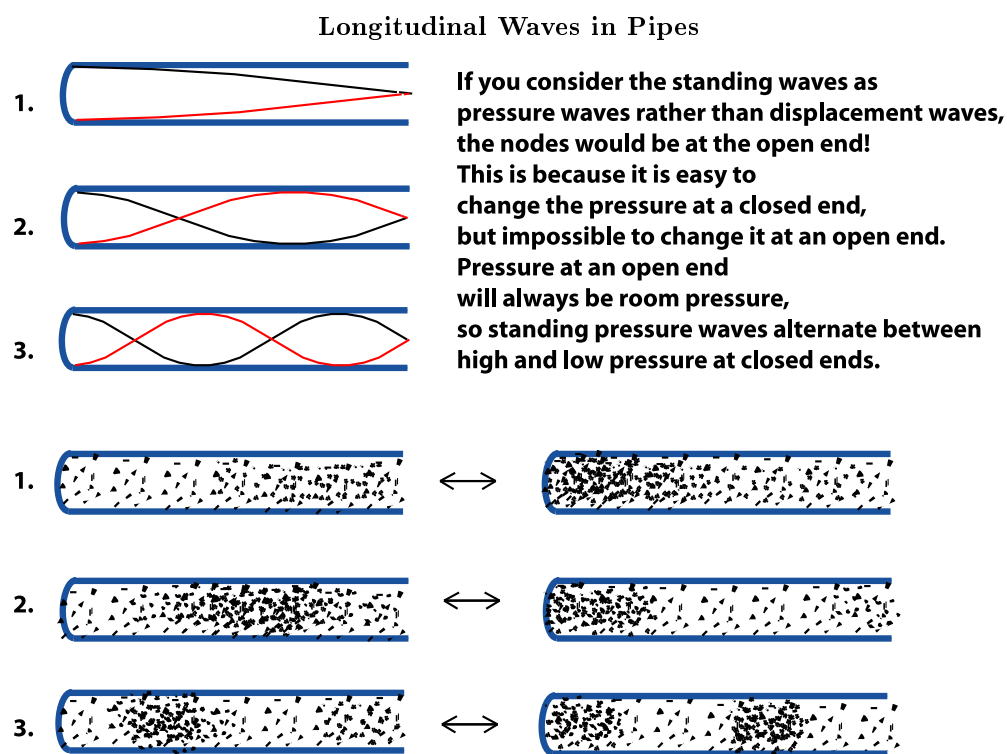 Longitudinal Waves in Pipes
1.
If you consider the standing waves as
pressure waves rather than displacement waves,
the nodes would be at the open end!
This is because it is easy to
change the pressure at a closed end,
but impossible to change it at an open end.
Pressure at an open end
will always be room pressure,
so standing pressure waves alternate between
high and low pressure at closed ends.
2.
3.
1.
2.
3.